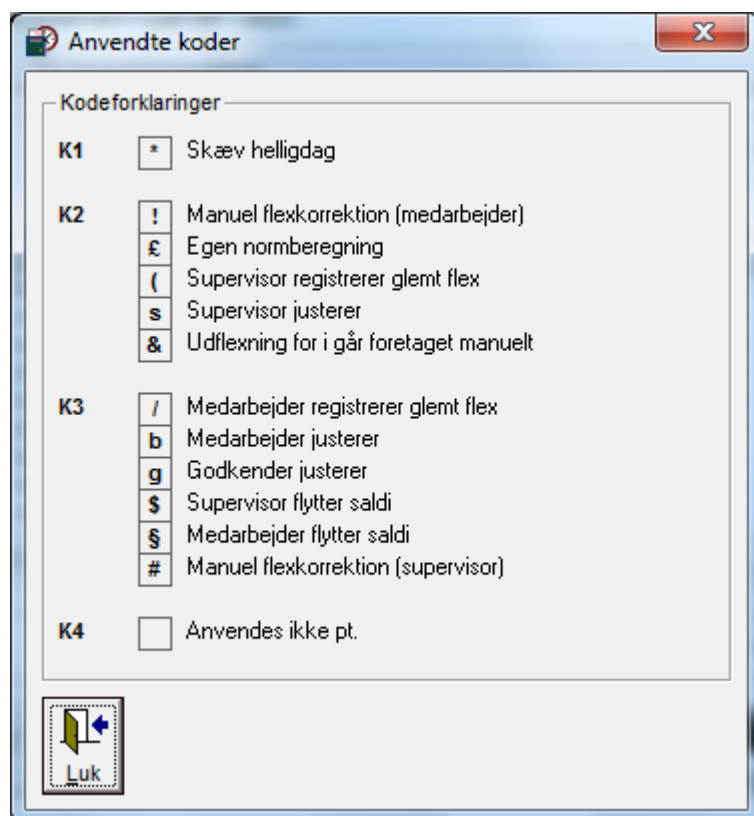 Anvendte koder
Kodeforklaringer
K1 * Skæv helligdag
K2 ! Manuel flexkorrektion (medarbejder)
£ Egen normberegning
( Supervisor registrerer glemt flex
s Supervisor justerer
& Udflexning for i går foretaget manuelt
K3 / Medarbejder registrerer glemt flex
b Medarbejder justerer
g Godkender justerer
$ Supervisor flytter saldi
§ Medarbejder flytter saldi
# Manuel flexkorrektion (supervisor)
K4 Anvendes ikke pt.
Luk